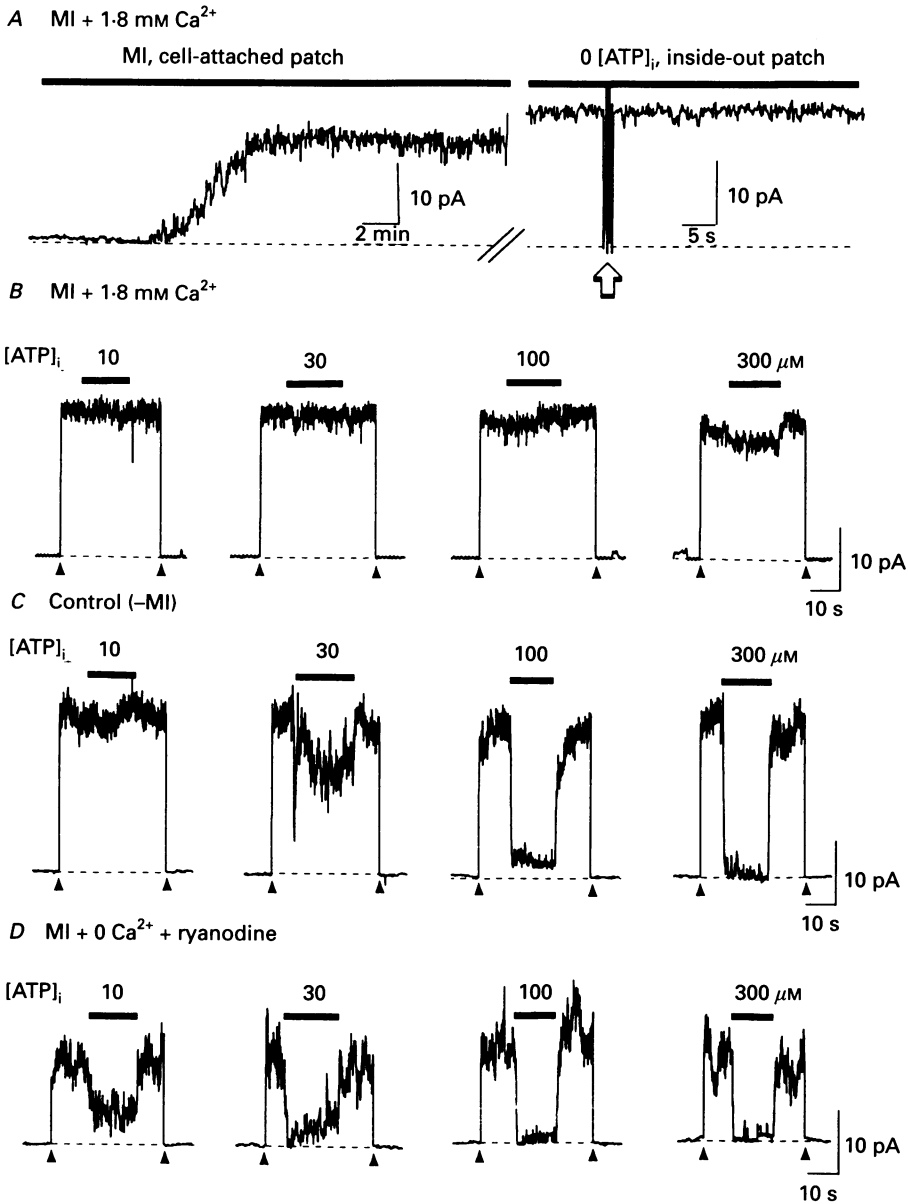 A MI + 1·8 mM Ca²⁺
MI, cell-attached patch
0 [ATP]i, inside-out patch
10 pA
2 min
10 pA
5 s
B MI + 1·8 mM Ca²⁺
[ATP]i
10
30
100
300 μM
10 pA
10 s
C Control (–MI)
[ATP]i
10
30
100
300 μM
10 pA
10 s
D MI + 0 Ca²⁺ + ryanodine
[ATP]i
10
30
100
300 μM
10 pA
10 s